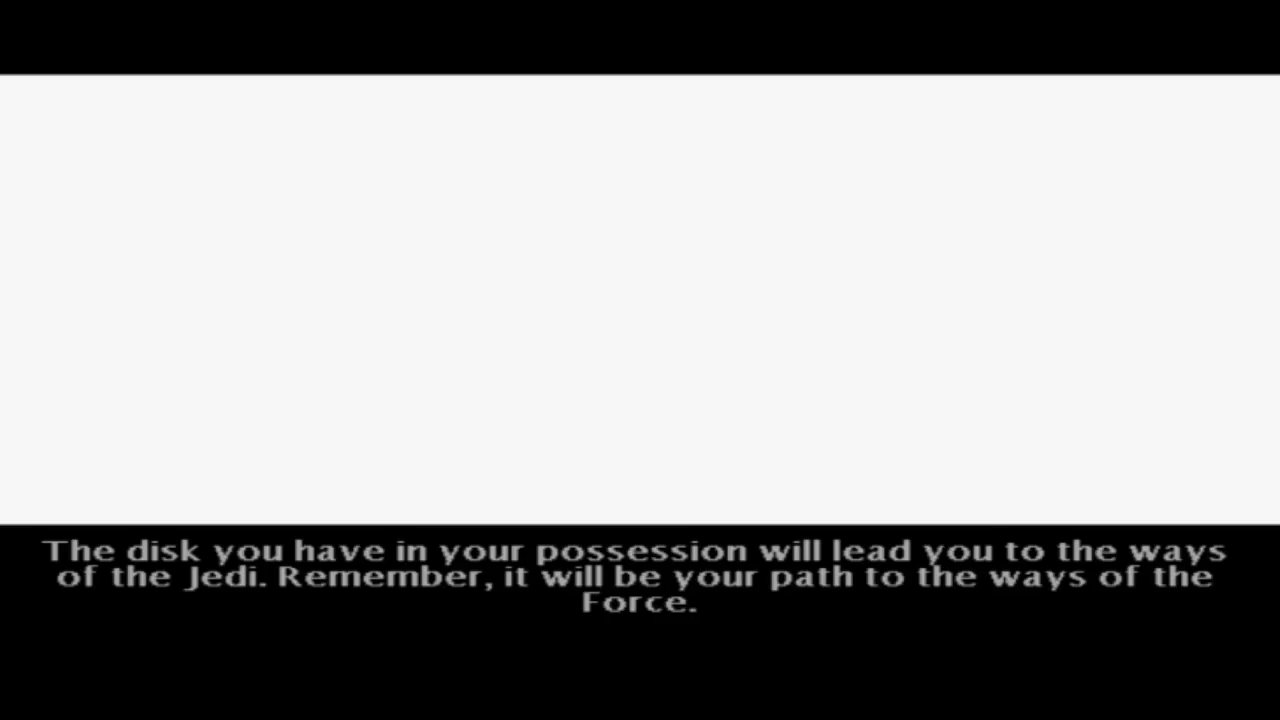 The disk you have in your possession will lead you to the ways
of the Jedi. Remember, it will be your path to the ways of the
Force.